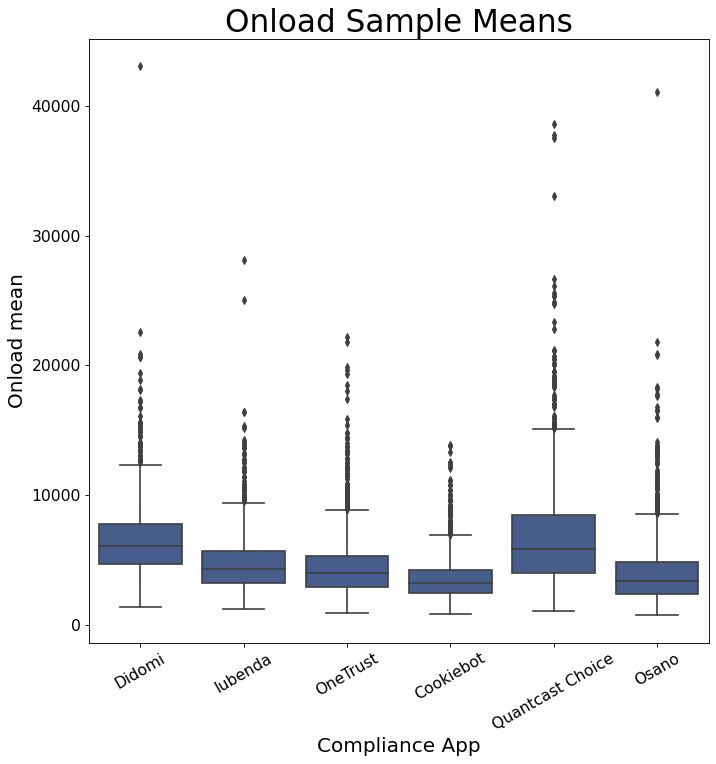 Onload Sample Means
40000
30000
20000
10000
0
Onload mean
Didomi
Iubenda
OneTrust
Cookiebot
Quantcast Choice
Osano
Compliance App